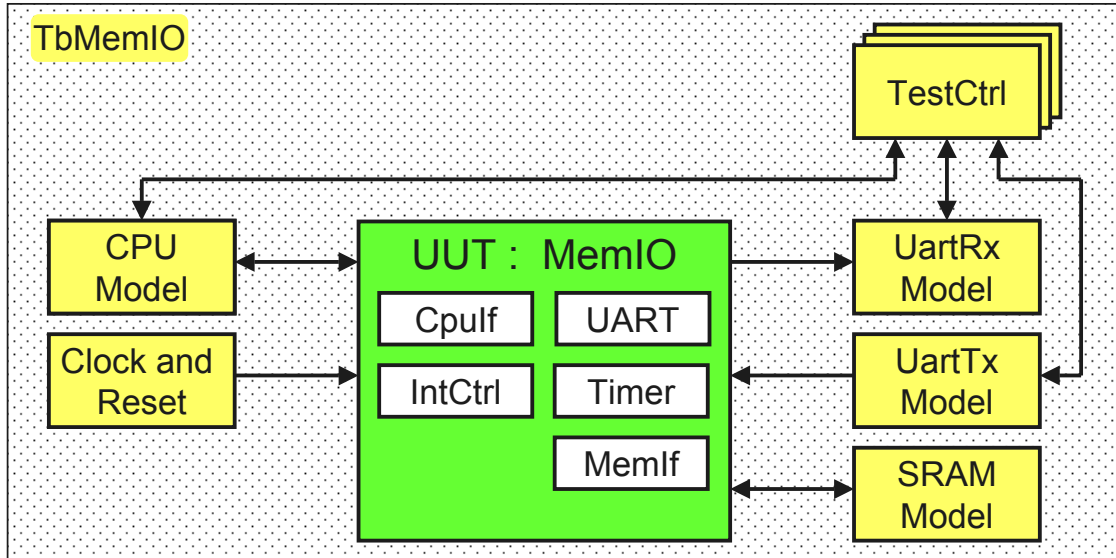 TbMemIO
TestCtrl
CPU
Model
UUT : MemIO
UartRx
Model
CpuIf
UART
Clock and
Reset
IntCtrl
Timer
UartTx
Model
MemIf
SRAM
Model